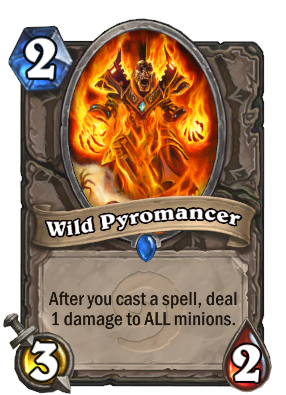 2
Wild Pyromancer
After you cast a spell, deal
1 damage to ALL minions.
3
2